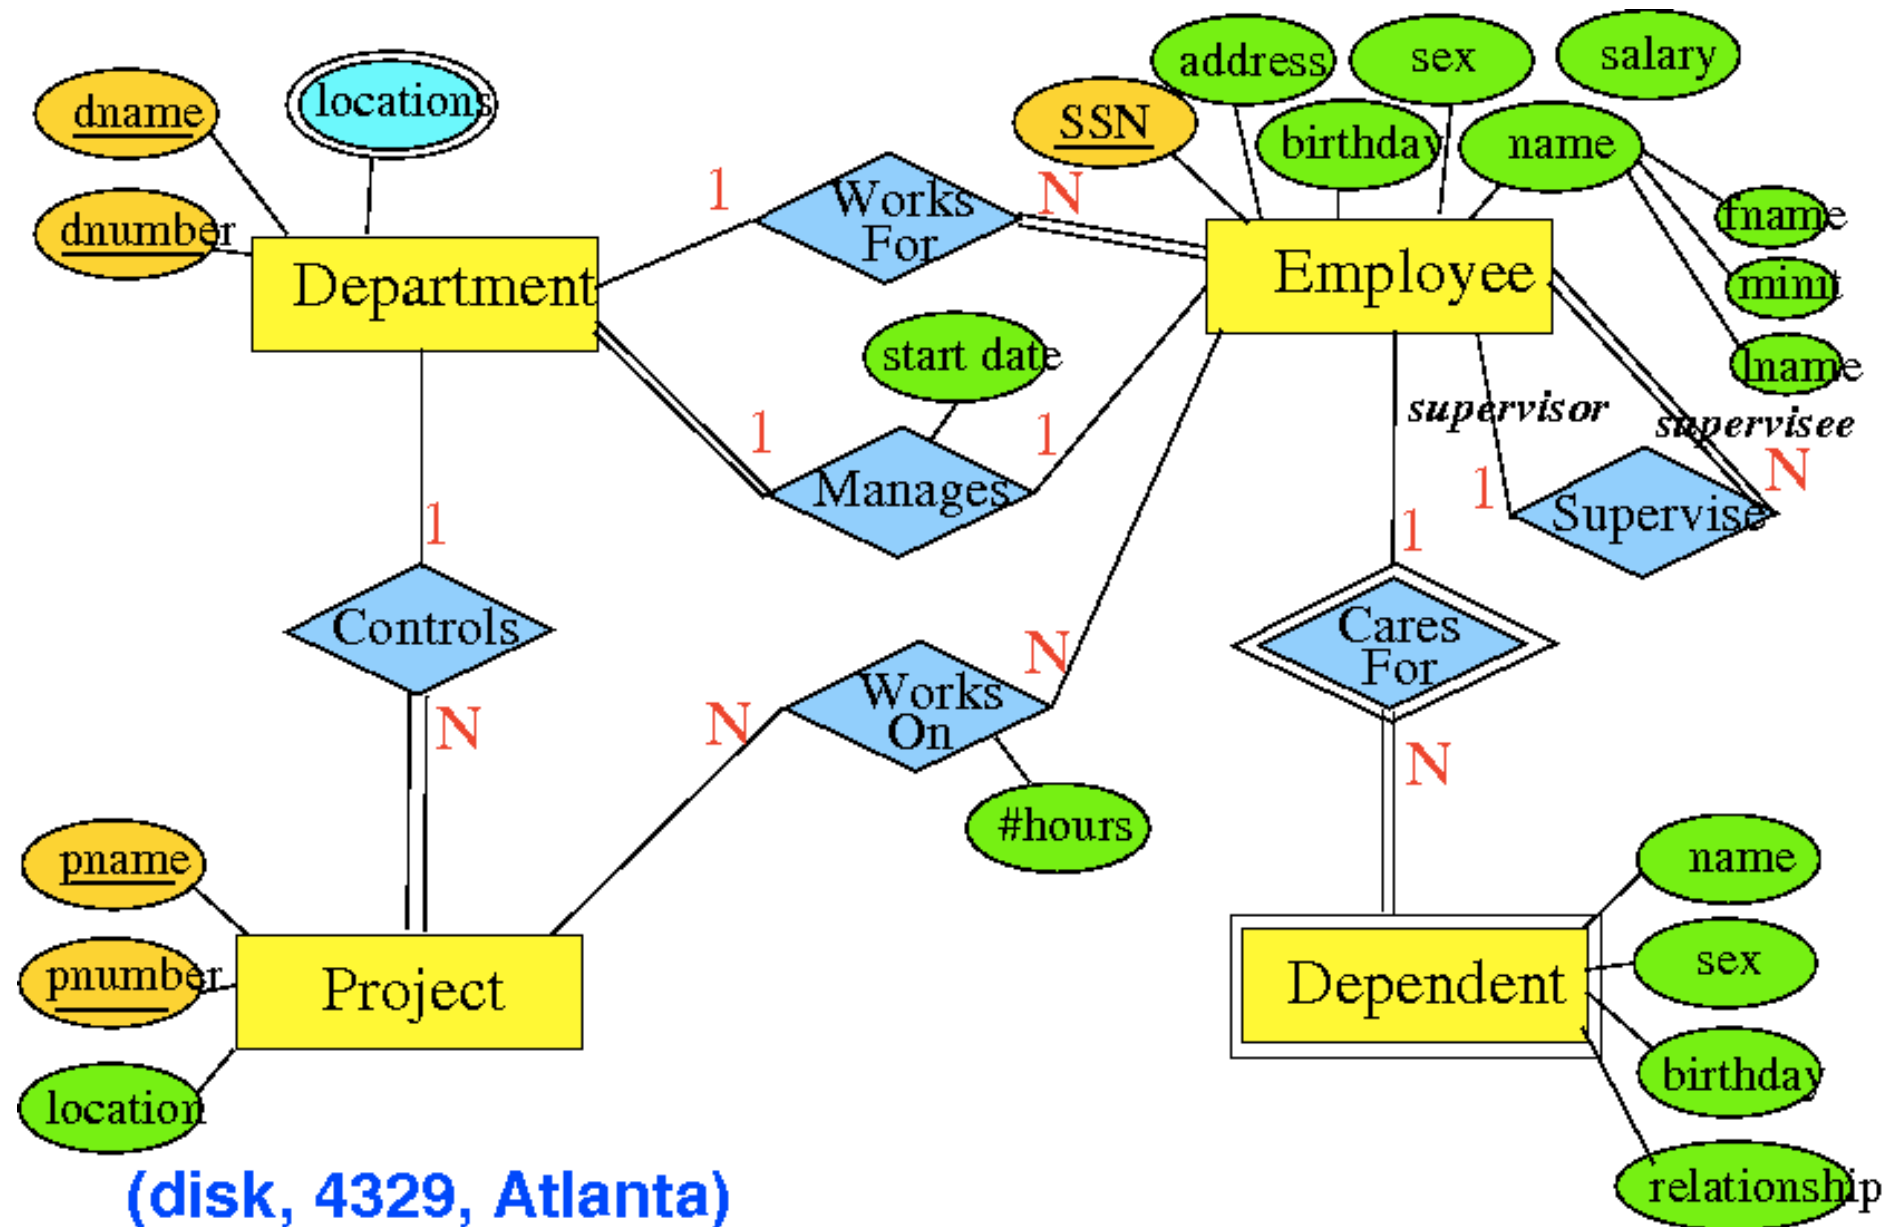 address
sex
salary
dname
locations
SSN
birthday
name
dnumber
1
Works
For
N
fname
minit
lname
Department
Employee
start date
supervisor
supervisee
1
Manages
1
1
Supervise
N
1
1
Controls
Cares
For
N
Works
On
N
N
N
#hours
pname
name
pnumber
Project
sex
Dependent
birthday
location
relationship
(disk, 4329, Atlanta)